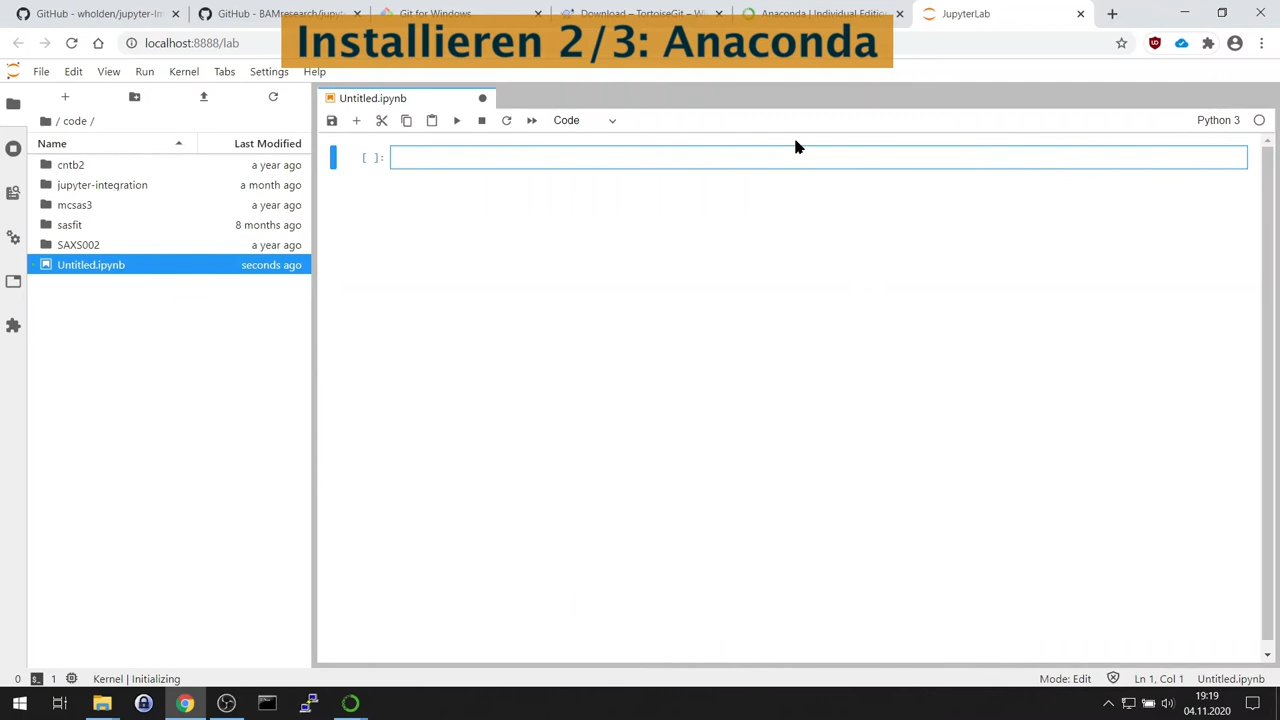 GitHub - wholden/jupyter-Im
GitHub - BAMresearch/jupy
Git for Windows
Download – TortoiseGit – Wi
Anaconda | Individual Editio
JupyterLab
Installieren 2/3: Anaconda
localhost:8888/lab
File Edit View Run Kernel Tabs Settings Help
Untitled.ipynb
/ code /
Code
Python 3
Name Last Modified
[ ]:
cntb2 a year ago
jupyter-integration a month ago
mcsas3 a year ago
sasfit 8 months ago
SAXS002 a year ago
Untitled.ipynb seconds ago
0 1 Kernel | Initializing Mode: Edit Ln 1, Col 1 Untitled.ipynb
19:19
04.11.2020